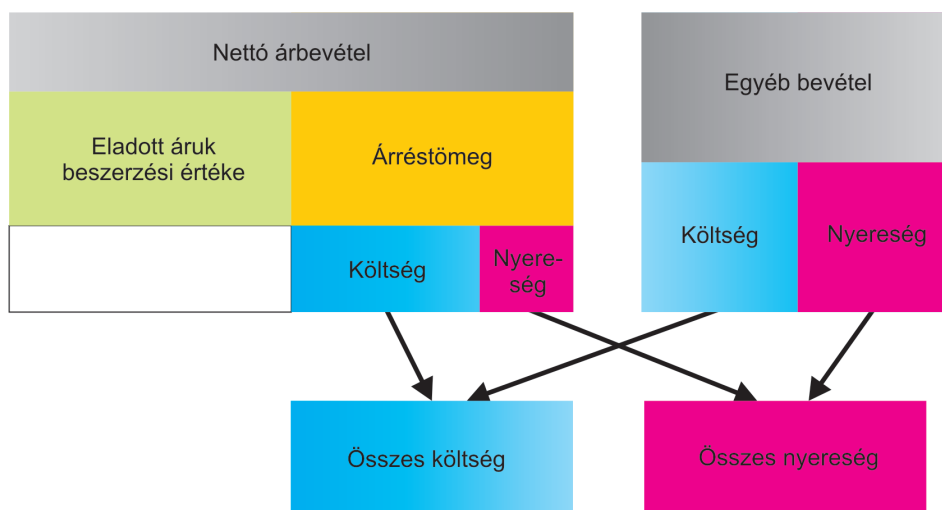 Nettó árbevétel
Egyéb bevétel
Eladott áruk
beszerzési értéke
Árréstömeg
Költség
Nyere-
ség
Költség
Nyereség
Összes költség
Összes nyereség